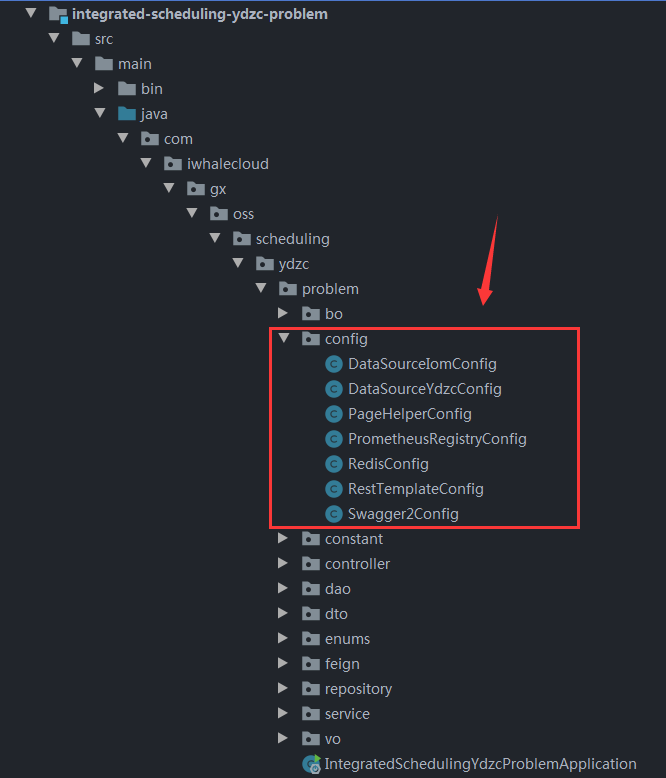 integrated-scheduling-ydzc-problem
src
main
bin
java
com
iwhalecloud
gx
oss
scheduling
ydzc
problem
bo
config
DataSourceIomConfig
DataSourceYdzcConfig
PageHelperConfig
PrometheusRegistryConfig
RedisConfig
RestTemplateConfig
Swagger2Config
constant
controller
dao
dto
enums
feign
repository
service
vo
IntegratedSchedulingYdzcProblemApplication